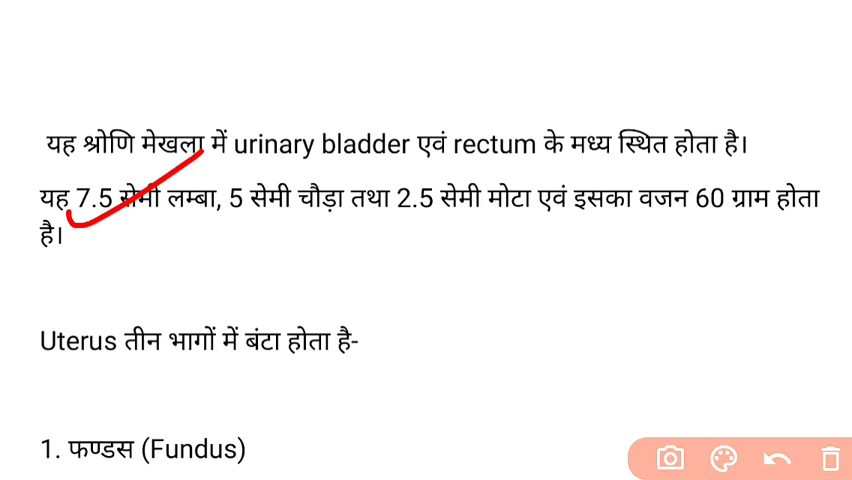 यह श्रोणि मेखला में urinary bladder एवं rectum के मध्य स्थित होता है।
यह 7.5 सेमी लम्बा, 5 सेमी चौड़ा तथा 2.5 सेमी मोटा एवं इसका वजन 60 ग्राम होता
है।
Uterus तीन भागों में बंटा होता है-
1. फण्डस (Fundus)